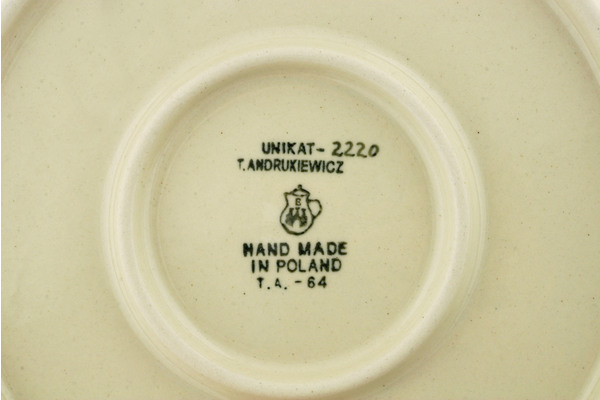 UNIKAT-2220
T.ANDRUKIEWICZ
B
HAND MADE
IN POLAND
T.A.-64